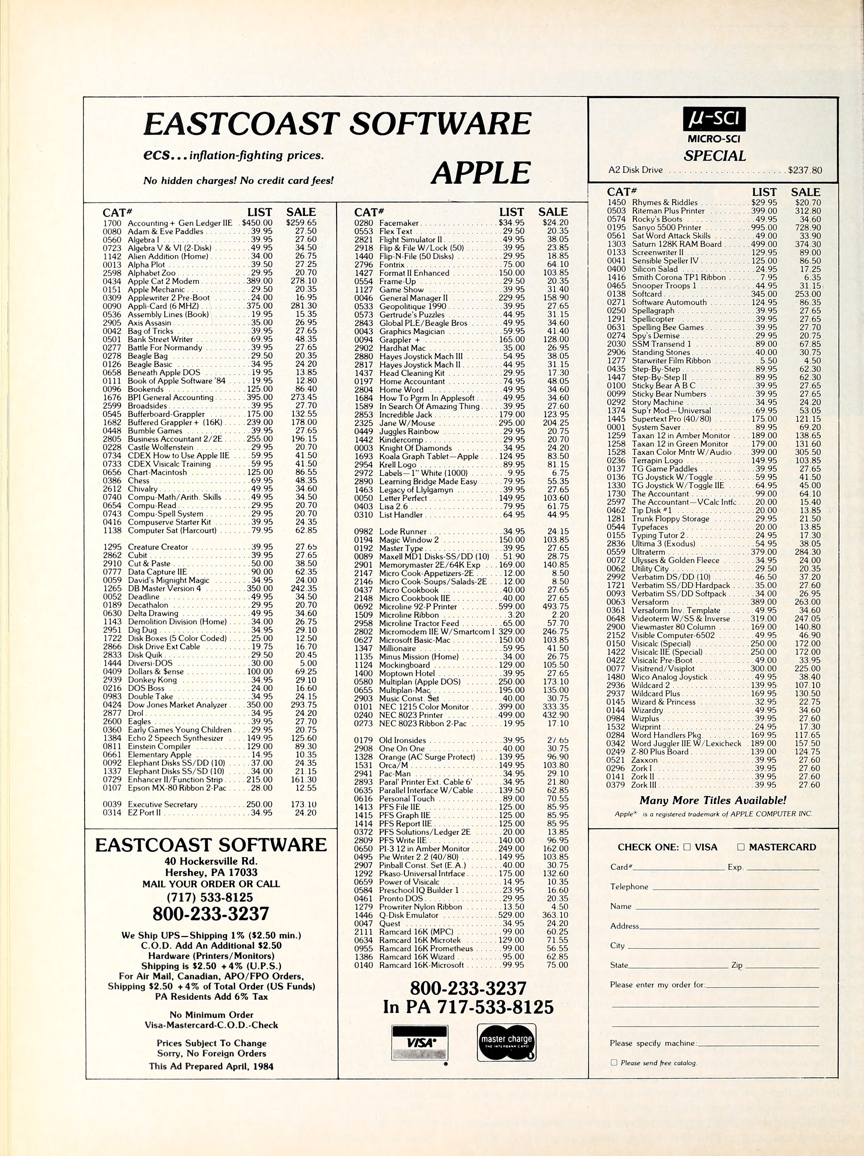 EASTCOAST SOFTWARE
ecs...inflation-fighting prices.
APPLE
No hidden charges! No credit card fees!
CAT# LIST SALE
1700 Accounting + Gen Ledger IIE $450.00 $259.65
0080 Adam & Eve Paddles 39.95 27.50
0560 Algebra I 39.95 27.60
0723 Algebra V & VI (2-Disk) 49.95 34.50
1142 Alien Addition (Home) 34.00 26.75
0013 Alpha Plot 39.50 27.25
2598 Alphabet Zoo 29.95 20.70
0434 Apple Cat 2 Modem 389.00 278.10
0151 Apple Mechanic 29.50 20.35
0309 Applewriter 2 Pre-Boot 24.00 16.95
0090 Appli-Card (6 MHZ) 375.00 281.30
0536 Assembly Lines (Book) 19.95 15.35
2905 Axis Assasin 35.00 26.95
0042 Bag of Tricks 39.95 27.65
0501 Bank Street Writer 69.95 48.35
0277 Battle For Normandy 39.95 27.65
0278 Beagle Bag 29.50 20.35
0126 Beagle Basic 34.95 24.20
0658 Beneath Apple DOS 19.95 13.85
0111 Book of Apple Software '84 19.95 12.80
0096 Bookends 125.00 86.40
1676 BPI General Accounting 395.00 273.45
2599 Broadsides 39.95 27.70
0545 Bufferboard-Grappler 175.00 132.55
1682 Buffered Grappler + (16K) 239.00 178.00
0448 Bumble Games 39.95 27.65
2805 Business Accountant 2/2E 255.00 196.15
0228 Castle Wolfenstein 29.95 20.70
0734 CDEX How to Use Apple IIE 59.95 41.50
0733 CDEX Visicalc Training 59.95 41.50
0656 Chart-Macintosh 125.00 86.55
0386 Chess 69.95 48.35
2612 Chivalry 49.95 34.60
0740 Compu-Math/Arith. Skills 49.95 34.50
0654 Compu-Read 29.95 20.70
0743 Compu-Spell System 29.95 20.70
0416 Compuserve Starter Kit 39.95 24.35
1138 Computer Sat (Harcourt) 79.95 62.85
1295 Creature Creator 39.95 27.65
2862 Cubit 39.95 27.65
2910 Cut & Paste 50.00 38.50
0777 Data Capture IIE 90.00 62.35
0059 David's Mignight Magic 34.95 24.00
1265 DB Master Version 4 350.00 242.35
0052 Deadline 49.95 34.50
0189 Decathalon 29.95 20.70
0630 Delta Drawing 49.95 34.60
1143 Demolition Division (Home) 34.00 26.75
2951 Dig Dug 34.95 29.10
1722 Disk Boxes (5 Color Coded) 25.00 12.50
2866 Disk Drive Ext Cable 19.75 16.70
2833 Disk Quik 29.50 20.45
1444 Diversi-DOS 30.00 5.00
0409 Dollars & $ense 100.00 69.25
2939 Donkey Kong 34.95 29.10
0216 DOS Boss 24.00 16.60
0983 Double Take 34.95 24.15
0424 Dow Jones Market Analyzer 350.00 293.75
2877 Drol 34.95 24.20
2600 Eagles 39.95 27.70
0360 Early Games Young Children 29.95 20.75
1384 Echo 2 Speech Synthesizer 149.95 125.60
0811 Einstein Compiler 129.00 89.30
0661 Elementary Apple 14.95 10.35
0092 Elephant Disks SS/DD (10) 37.00 24.35
1337 Elephant Disks SS/SD (10) 34.00 21.15
0729 Enhancer II/Function Strip 215.00 161.30
0107 Epson MX-80 Ribbon 2-Pac 28.00 12.55
0039 Executive Secretary 250.00 173.10
0314 EZ Port II 34.95 24.20
EASTCOAST SOFTWARE
40 Hockersville Rd.
Hershey, PA 17033
MAIL YOUR ORDER OR CALL
(717) 533-8125
800-233-3237
We Ship UPS—Shipping 1% ($2.50 min.)
C.O.D. Add An Additional $2.50
Hardware (Printers/Monitors)
Shipping is $2.50 +4% (U.P.S.)
For Air Mail, Canadian, APO/FPO Orders,
Shipping $2.50 +4% of Total Order (US Funds)
PA Residents Add 6% Tax
No Minimum Order
Visa-Mastercard-C.O.D.-Check
Prices Subject To Change
Sorry, No Foreign Orders
This Ad Prepared April, 1984
CAT# LIST SALE
0280 Facemaker $34.95 $24.20
0553 Flex Text 29.50 20.35
2821 Flight Simulator II 49.95 38.05
2918 Flip & File W/Lock (50) 39.95 23.85
1440 Flip-N-File (50 Disks) 29.95 18.85
2796 Fontrix 75.00 64.10
1427 Format II Enhanced 150.00 103.85
0554 Frame-Up 29.50 20.35
1127 Game Show 39.95 31.40
0046 General Manager II 229.95 158.90
0533 Geopolitique 1990 39.95 27.65
2573 Gertrude's Puzzles 44.95 31.15
2843 Global PLE/Beagle Bros 49.95 34.60
0043 Graphics Magician 59.95 41.40
0094 Grappler + 165.00 128.00
2902 Hardhat Mac 35.00 26.95
2880 Hayes Joystick Mach III 54.95 38.05
2817 Hayes Joystick Mach II 44.95 31.15
1437 Head Cleaning Kit 29.95 17.30
0197 Home Accountant 74.95 48.05
2804 Home Word 49.95 34.60
1684 How To Pgrm In Applesoft 49.95 34.60
1589 In Search Of Amazing Thing 39.95 27.60
2853 Incredible Jack 179.00 123.95
2325 Jane W/Mouse 295.00 204.25
0449 Juggles Rainbow 29.95 20.75
1442 Kindercomp 29.95 20.70
0003 Knight Of Diamonds 34.95 24.20
1693 Koala Graph Tablet—Apple 124.95 83.50
2954 Krell Logo 89.95 81.15
2972 Labels—1" White (1000) 9.95 6.75
2890 Learning Bridge Made Easy 79.95 55.35
1463 Legacy of Llylgamyn 39.95 27.65
0050 Letter Perfect 149.95 103.60
0403 Lisa 2.6 79.95 61.75
0310 List Handler 64.95 44.95
0982 Lode Runner 34.95 24.15
0194 Magic Window 2 150.00 103.85
0192 Master Type 39.95 27.65
0089 Maxell MD1 Disks-SS/DD (10) 51.90 28.75
2901 Memorymaster 2E/64K Exp 169.00 140.85
2147 Micro Cook-Appetizers-2E 12.00 8.50
2146 Micro Cook-Soups/Salads-2E 12.00 8.50
0437 Micro Cookbook 40.00 27.65
2148 Micro Cookbook IIE 40.00 27.65
0692 Microline 92-P Printer 599.00 493.75
1509 Microline Ribbon 3.20 2.20
2958 Microline Tractor Feed 65.00 57.70
2802 Micromodem IIE W/Smartcom I 329.00 246.75
0627 Microsoft Basic-Mac 150.00 103.85
1347 Millionaire 59.95 41.50
1135 Minus Mission (Home) 34.00 26.75
1124 Mockingboard 129.00 105.50
1400 Moptown Hotel 39.95 27.65
0580 Multiplan (Apple DOS) 250.00 173.10
0655 Multiplan-Mac 195.00 135.00
2903 Music Const. Set 40.00 30.75
0101 NEC 1215 Color Monitor 399.00 333.35
0240 NEC 8023 Printer 499.00 432.90
0273 NEC 8023 Ribbon 2-Pac 19.95 17.10
0179 Old Ironsides 39.95 27.65
2908 One On One 40.00 30.75
1328 Orange (AC Surge Protect) 139.95 96.90
1531 Orca/M 149.95 103.80
2941 Pac-Man 34.95 29.10
2893 Paral' Printer Ext. Cable 6' 34.95 21.80
0635 Parallel Interface W/Cable 139.50 62.85
0616 Personal Touch 89.00 70.55
1413 PFS File IIE 125.00 85.95
1415 PFS Graph IIE 125.00 85.95
1414 PFS Report IIE 125.00 85.95
0372 PFS Solutions/Ledger 2E 20.00 13.85
2809 PFS Write IIE 140.00 96.95
0650 PI-3 12 in Amber Monitor 249.00 162.00
0495 Pie Writer 2.2 (40/80) 149.95 103.85
2907 Pinball Const. Set (E.A.) 40.00 30.75
1292 Pkaso-Universal Intrface 175.00 132.60
0659 Power of Visicalc 14.95 10.35
0584 Preschool IQ Builder 1 23.95 16.60
0461 Pronto DOS 29.95 20.35
1279 Prowriter Nylon Ribbon 13.50 4.50
1446 Q-Disk Emulator 529.00 363.10
0047 Quest 34.95 24.20
2111 Ramcard 16K (MPC) 99.00 60.25
0634 Ramcard 16K Microtek 129.00 71.55
0955 Ramcard 16K Prometheus 99.00 56.55
1386 Ramcard 16K Wizard 95.00 62.85
0140 Ramcard 16K-Microsoft 99.95 75.00
800-233-3237
In PA 717-533-8125
VISA
master charge
THE INTERBANK CARD
µ-SCI
MICRO-SCI
SPECIAL
A2 Disk Drive $237.80
CAT# LIST SALE
1450 Rhymes & Riddles $29.95 $20.70
0503 Riteman Plus Printer 399.00 312.80
0574 Rocky's Boots 49.95 34.60
0195 Sanyo 5500 Printer 995.00 728.90
0561 Sat Word Attack Skills 49.00 33.90
1303 Saturn 128K RAM Board 499.00 374.30
0133 Screenwriter II 129.95 89.00
0041 Sensible Speller IV 125.00 86.50
0400 Silicon Salad 24.95 17.25
1416 Smith Corona TP1 Ribbon 7.95 6.35
0465 Snooper Troops 1 44.95 31.15
0138 Softcard 345.00 253.00
0271 Software Automouth 124.95 86.35
0250 Spellagraph 39.95 27.65
1291 Spellicopter 39.95 27.65
0631 Spelling Bee Games 39.95 27.70
0274 Spy's Demise 29.95 20.75
2030 SSM Transend 1 89.00 67.85
2906 Standing Stones 40.00 30.75
1277 Starwriter Film Ribbon 5.50 4.50
0435 Step-By-Step 89.95 62.30
1447 Step-By-Step II 89.95 62.30
0100 Sticky Bear A B C 39.95 27.65
0099 Sticky Bear Numbers 39.95 27.65
0292 Story Machine 34.95 24.20
1374 Sup'r Mod—Universal 69.95 53.05
1445 Supertext Pro (40/80) 175.00 121.15
0001 System Saver 89.95 69.20
1259 Taxan 12 in Amber Monitor 189.00 138.65
1258 Taxan 12 in Green Monitor 179.00 131.60
1528 Taxan Color Mntr W/Audio 399.00 305.50
0236 Terrapin Logo 149.95 103.85
0137 TG Game Paddles 39.95 27.65
0136 TG Joystick W/Toggle 59.95 41.50
1330 TG Joystick W/Toggle IIE 64.95 45.00
1730 The Accountant 99.00 64.10
2597 The Accountant—VCalc Intfc 20.00 15.40
0462 Tip Disk #1 20.00 13.85
1281 Trunk Floppy Storage 29.95 21.50
0544 Typefaces 20.00 13.85
0155 Typing Tutor 2 24.95 17.30
2836 Ultima 3 (Exodus) 54.95 38.05
0559 Ultraterm 379.00 284.30
0072 Ulysses & Golden Fleece 34.95 24.00
0062 Utility City 29.50 20.35
2992 Verbatim DS/DD (10) 46.50 37.20
1721 Verbatim SS/DD Hardpack 35.00 27.60
0093 Verbatim SS/DD Softpack 34.00 26.95
0063 Versaform 389.00 263.00
0361 Versaform Inv. Template 49.95 34.60
0648 Videoterm W/SS & Inverse 319.00 247.05
2900 Viewmaster 80 Column 169.00 140.80
2152 Visible Computer-6502 49.95 46.90
0150 Visicalc (Special) 250.00 172.00
1422 Visicalc IIE (Special) 250.00 172.00
0422 Visicalc Pre-Boot 49.00 33.95
0077 Visitrend/Visiplot 300.00 225.00
1480 Wico Analog Joystick 49.95 38.40
2936 Wildcard 2 139.95 107.10
2937 Wildcard Plus 169.95 130.50
0145 Wizard & Princess 32.95 22.75
0144 Wizardry 49.95 34.60
0984 Wizplus 39.95 27.60
1532 Wizprint 24.95 17.30
0284 Word Handlers Pkg. 169.95 117.65
0342 Word Juggler IIE W/Lexicheck 189.00 157.50
0249 Z-80 Plus Board 139.00 124.75
0521 Zaxxon 39.95 27.60
0296 Zork I 39.95 27.60
0141 Zork II 39.95 27.60
0379 Zork III 39.95 27.60
Many More Titles Available!
Apple® is a registered trademark of APPLE COMPUTER INC.
CHECK ONE: □ VISA □ MASTERCARD
Card# Exp.
Telephone
Name
Address
City
State Zip
Please enter my order for:
Please specify machine:
□ Please send free catalog.